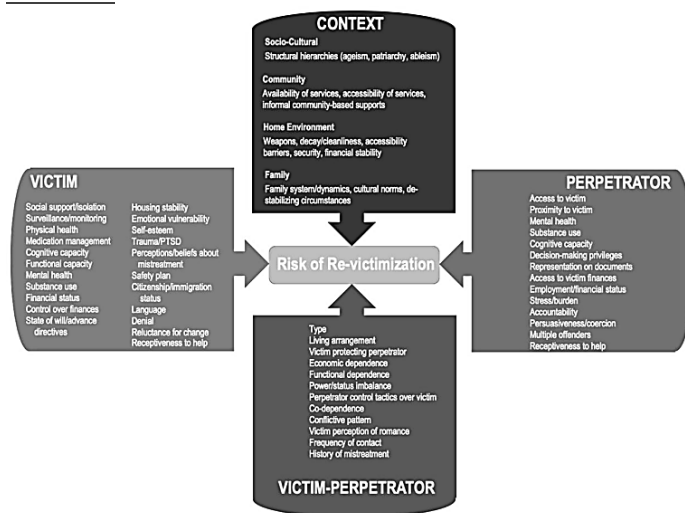 CONTEXT
Socio-Cultural
Structural hierarchies (ageism, patriarchy, ableism)
Community
Availability of services, accessibility of services,
informal community-based supports
Home Environment
Weapons, decay/cleanliness, accessibility
barriers, security, financial stability
Family
Family system/dynamics, cultural norms, de-
stabilizing circumstances
VICTIM
Social support/isolation
Surveillance/monitoring
Physical health
Medication management
Cognitive capacity
Functional capacity
Mental health
Substance use
Financial status
Control over finances
State of will/advance
directives
Housing stability
Emotional vulnerability
Self-esteem
Trauma/PTSD
Perceptions/beliefs about
mistreatment
Safety plan
Citizenship/immigration
status
Language
Denial
Reluctance for change
Receptiveness to help
Risk of Re-victimization
PERPETRATOR
Access to victim
Proximity to victim
Mental health
Substance use
Cognitive capacity
Decision-making privileges
Representation on documents
Access to victim finances
Employment/financial status
Stress/burden
Accountability
Persuasiveness/coercion
Multiple offenders
Receptiveness to help
Type
Living arrangement
Victim protecting perpetrator
Economic dependence
Functional dependence
Power/status imbalance
Perpetrator control tactics over victim
Co-dependence
Conflictive pattern
Victim perception of romance
Frequency of contact
History of mistreatment
VICTIM-PERPETRATOR